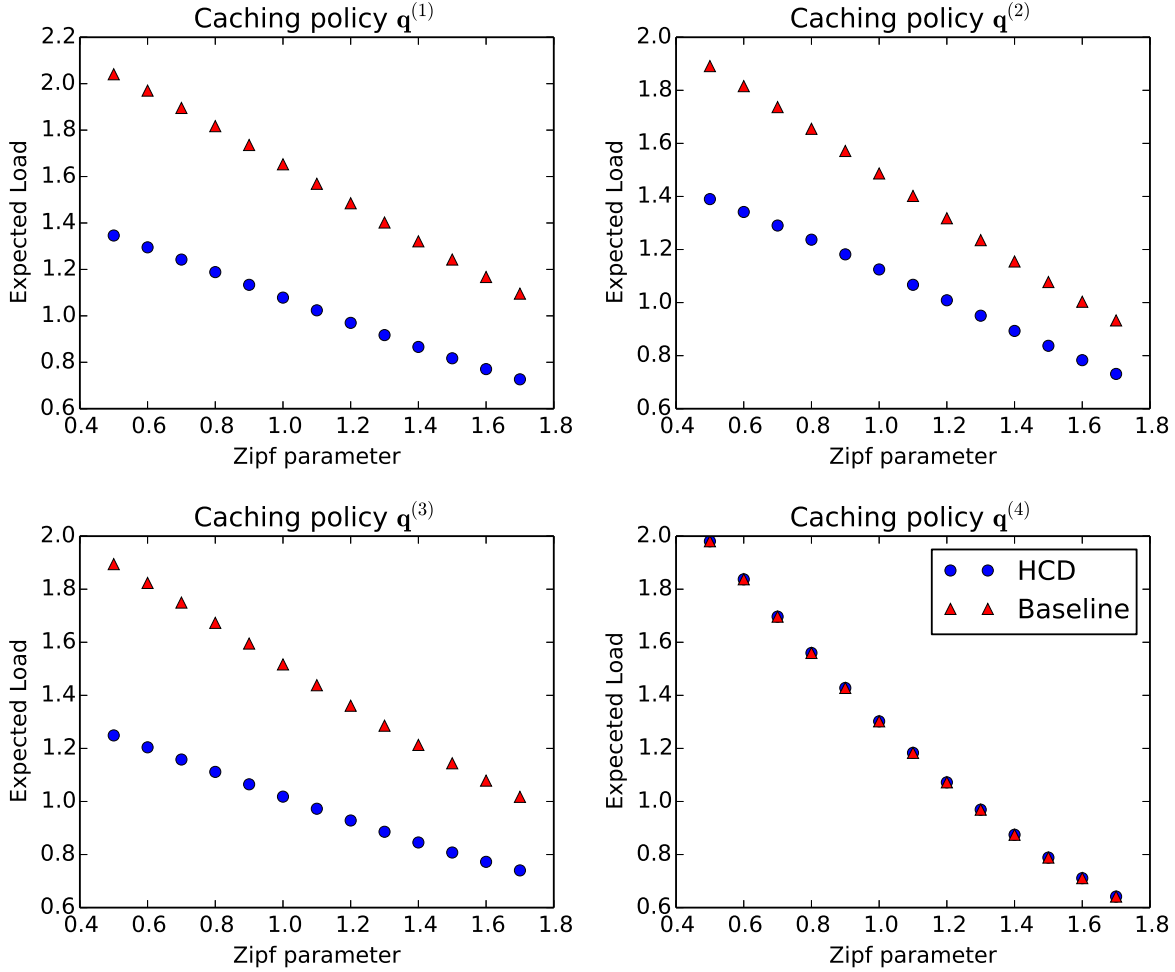 Caching policy q(1)
2.2
2.0
1.8
1.6
1.4
1.2
1.0
0.8
0.6
Expected Load
0.4 0.6 0.8 1.0 1.2 1.4 1.6 1.8
Zipf parameter
Caching policy q(2)
2.0
1.8
1.6
1.4
1.2
1.0
0.8
0.6
Expected Load
0.4 0.6 0.8 1.0 1.2 1.4 1.6 1.8
Zipf parameter
Caching policy q(3)
2.0
1.8
1.6
1.4
1.2
1.0
0.8
0.6
Expected Load
0.4 0.6 0.8 1.0 1.2 1.4 1.6 1.8
Zipf parameter
Caching policy q(4)
2.0
1.8
1.6
1.4
1.2
1.0
0.8
0.6
Expeceted Load
HCD
Baseline
0.4 0.6 0.8 1.0 1.2 1.4 1.6 1.8
Zipf parameter